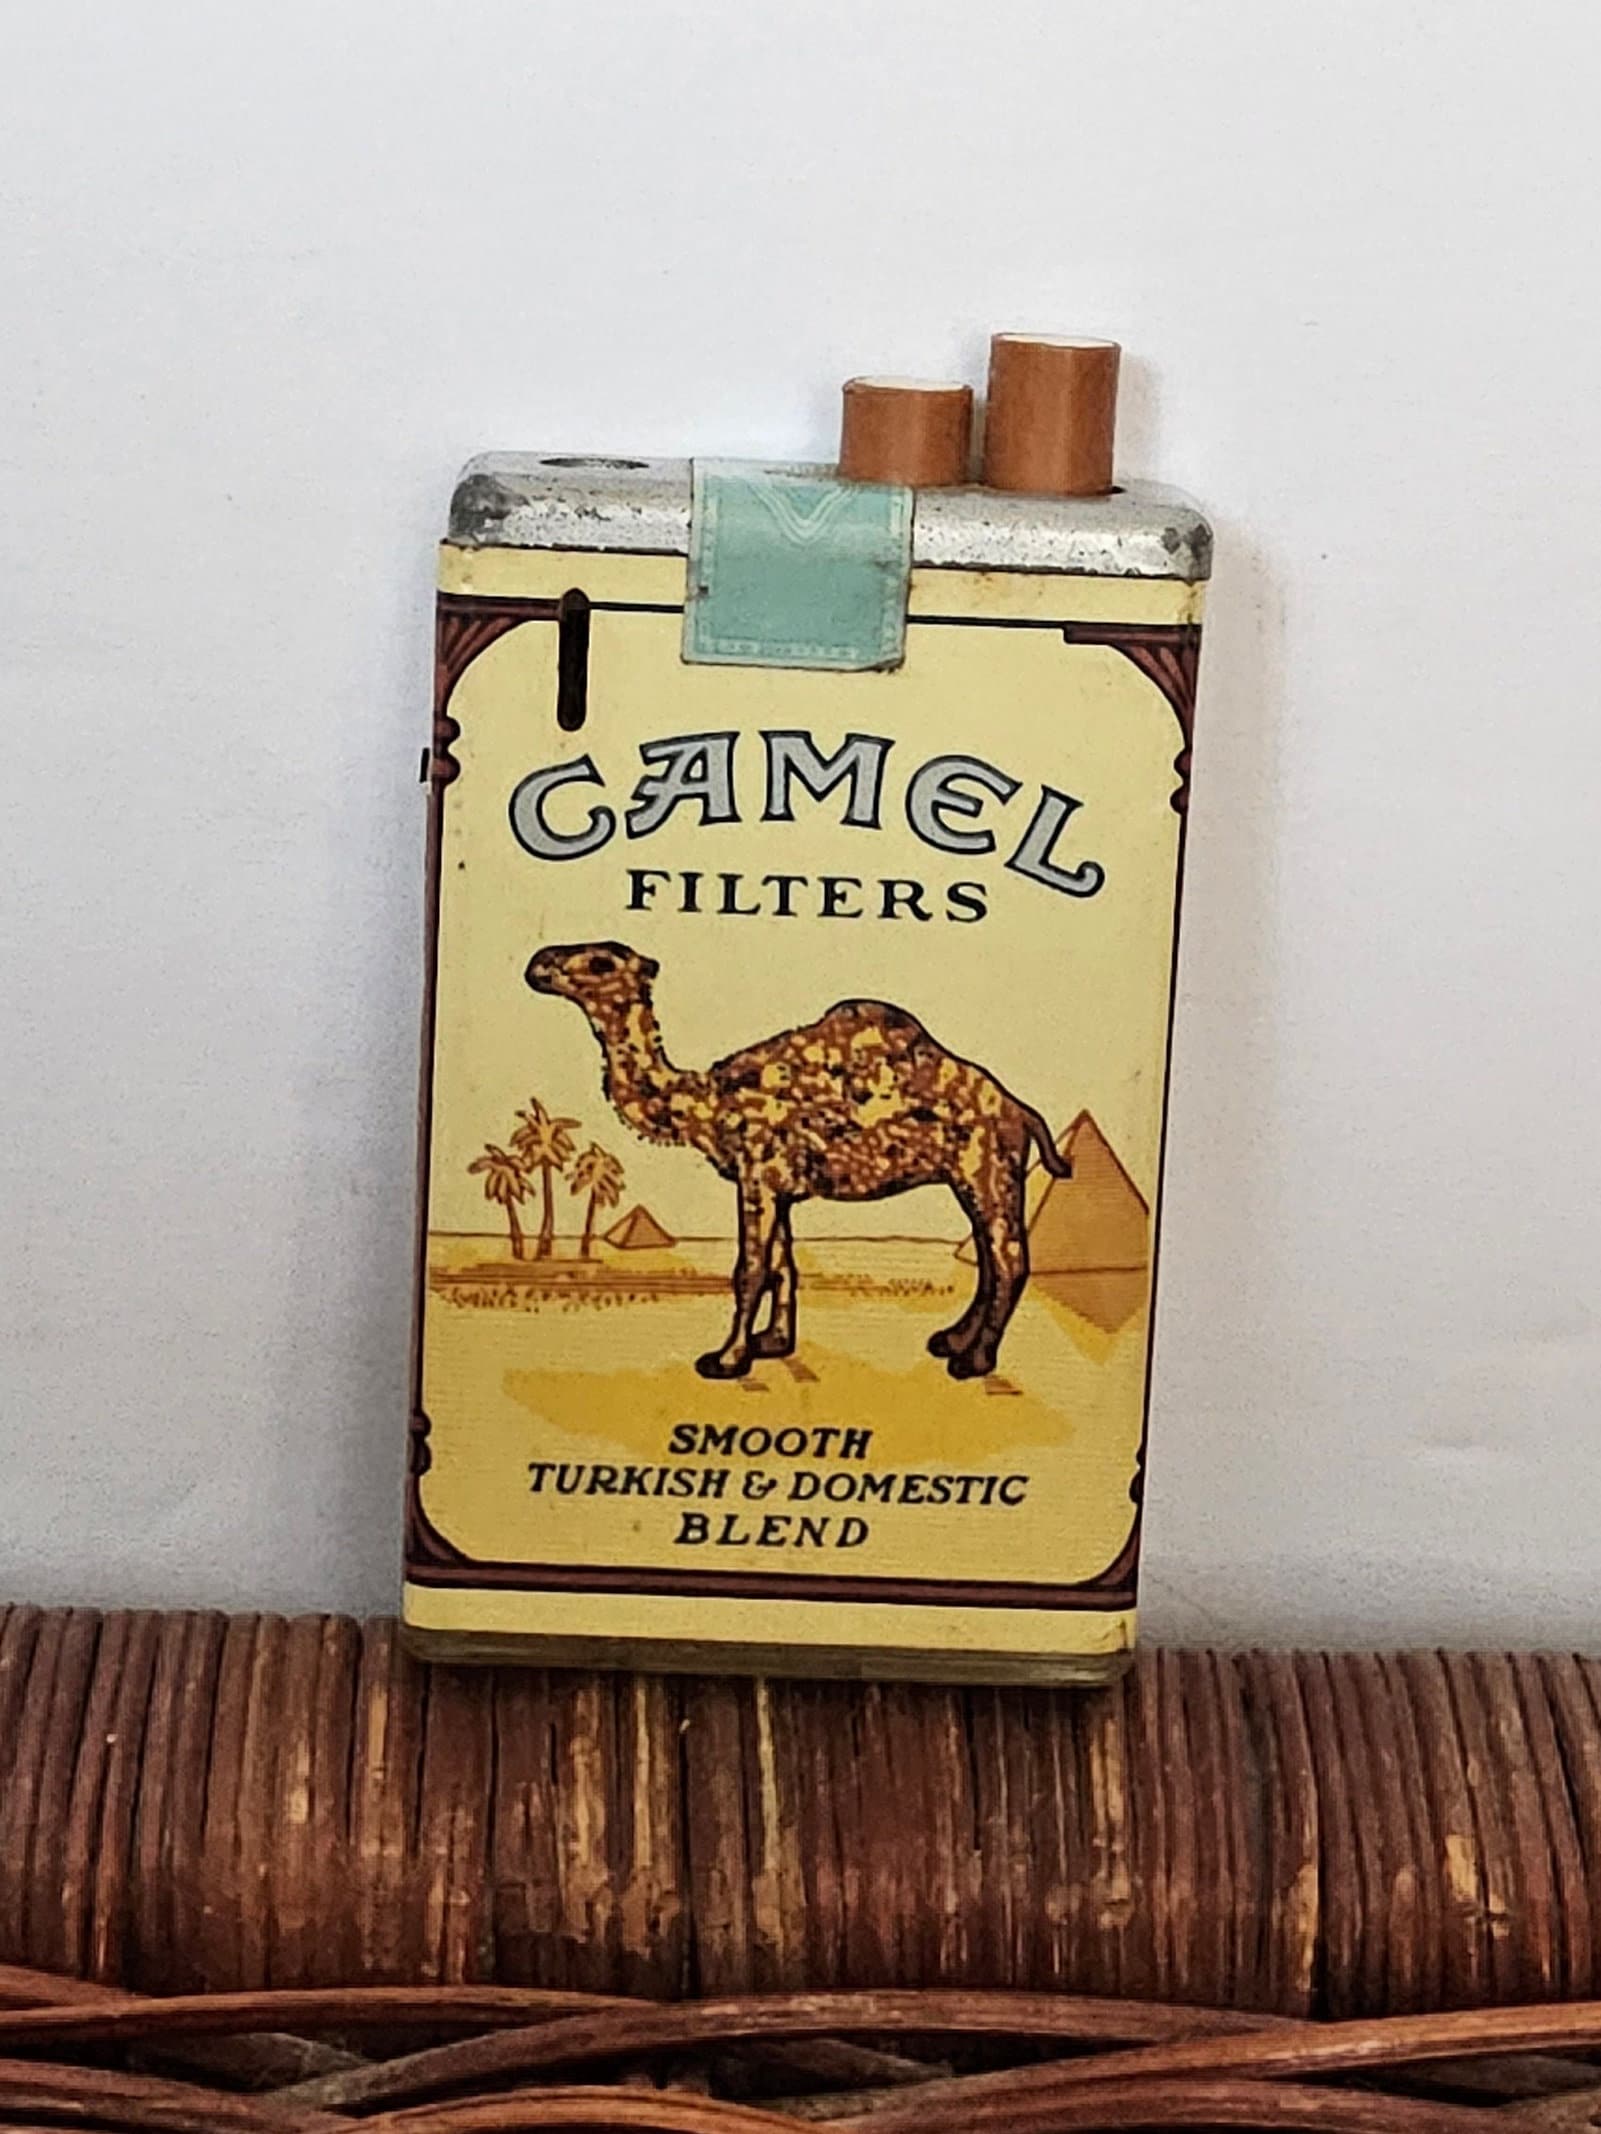 CAMEL
FILTERS
SMOOTH
TURKISH & DOMESTIC
BLEND